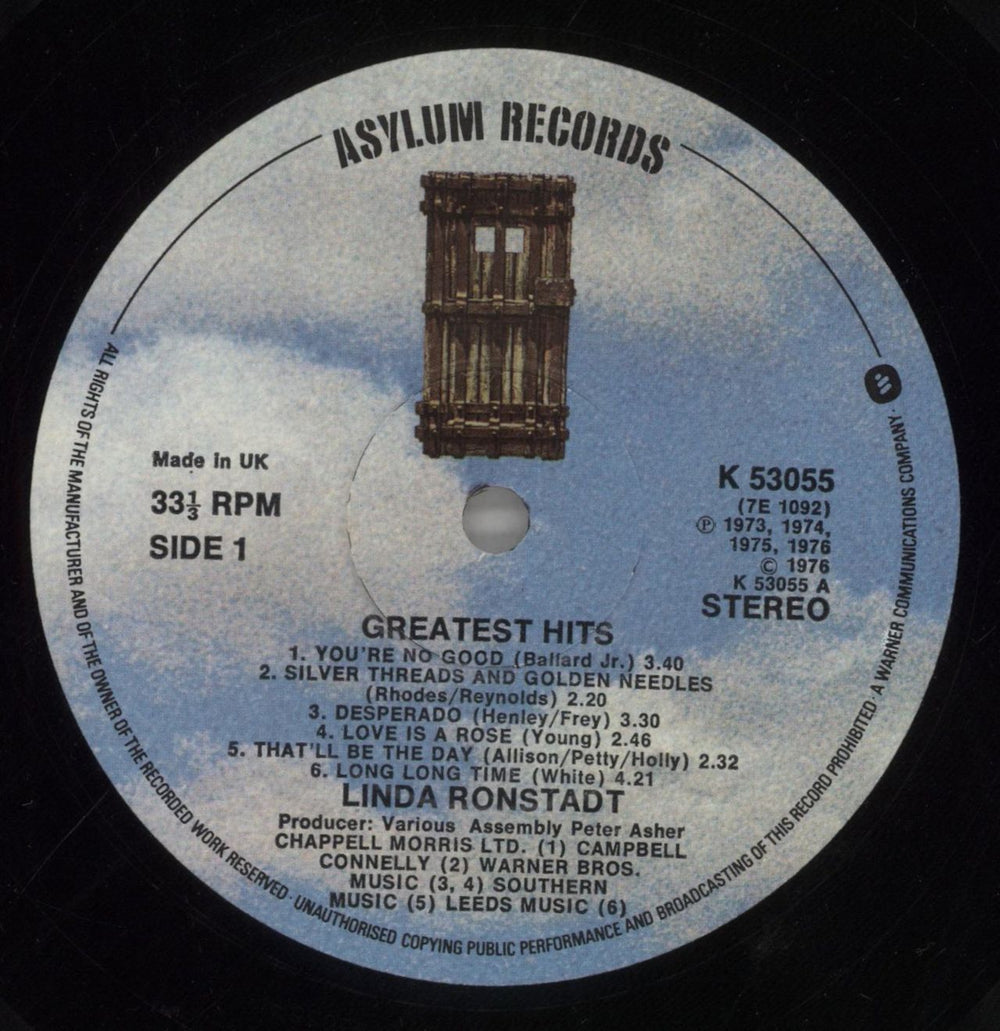 ASYLUM RECORDS
Made in UK
33⅓ RPM
SIDE 1
K 53055
(7E 1092)
℗ 1973, 1974,
1975, 1976
© 1976
K 53055 A
STEREO
GREATEST HITS
1. YOU'RE NO GOOD (Ballard Jr.) 3.40
2. SILVER THREADS AND GOLDEN NEEDLES
(Rhodes/Reynolds) 2.20
3. DESPERADO (Henley/Frey) 3.30
4. LOVE IS A ROSE (Young) 2.46
5. THAT'LL BE THE DAY (Allison/Petty/Holly) 2.32
6. LONG LONG TIME (White) 4.21
LINDA RONSTADT
Producer: Various Assembly Peter Asher
CHAPPELL MORRIS LTD. (1) CAMPBELL
CONNELLY (2) WARNER BROS.
MUSIC (3, 4) SOUTHERN
MUSIC (5) LEEDS MUSIC (6)
ALL RIGHTS OF THE MANUFACTURER AND OF THE OWNER OF THE RECORDED WORK RESERVED · UNAUTHORISED COPYING PUBLIC PERFORMANCE AND BROADCASTING OF THIS RECORD PROHIBITED · A WARNER COMMUNICATIONS COMPANY ·